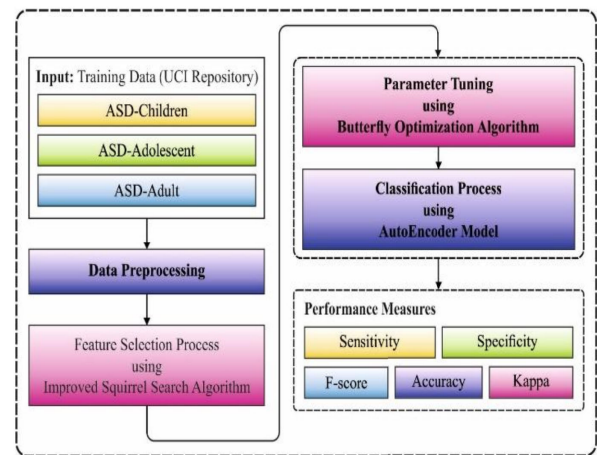 Input: Training Data (UCI Repository)
ASD-Children
ASD-Adolescent
ASD-Adult
Data Preprocessing
Feature Selection Process
using
Improved Squirrel Search Algorithm
Parameter Tuning
using
Butterfly Optimization Algorithm
Classification Process
using
AutoEncoder Model
Performance Measures
Sensitivity
Specificity
F-score
Accuracy
Kappa